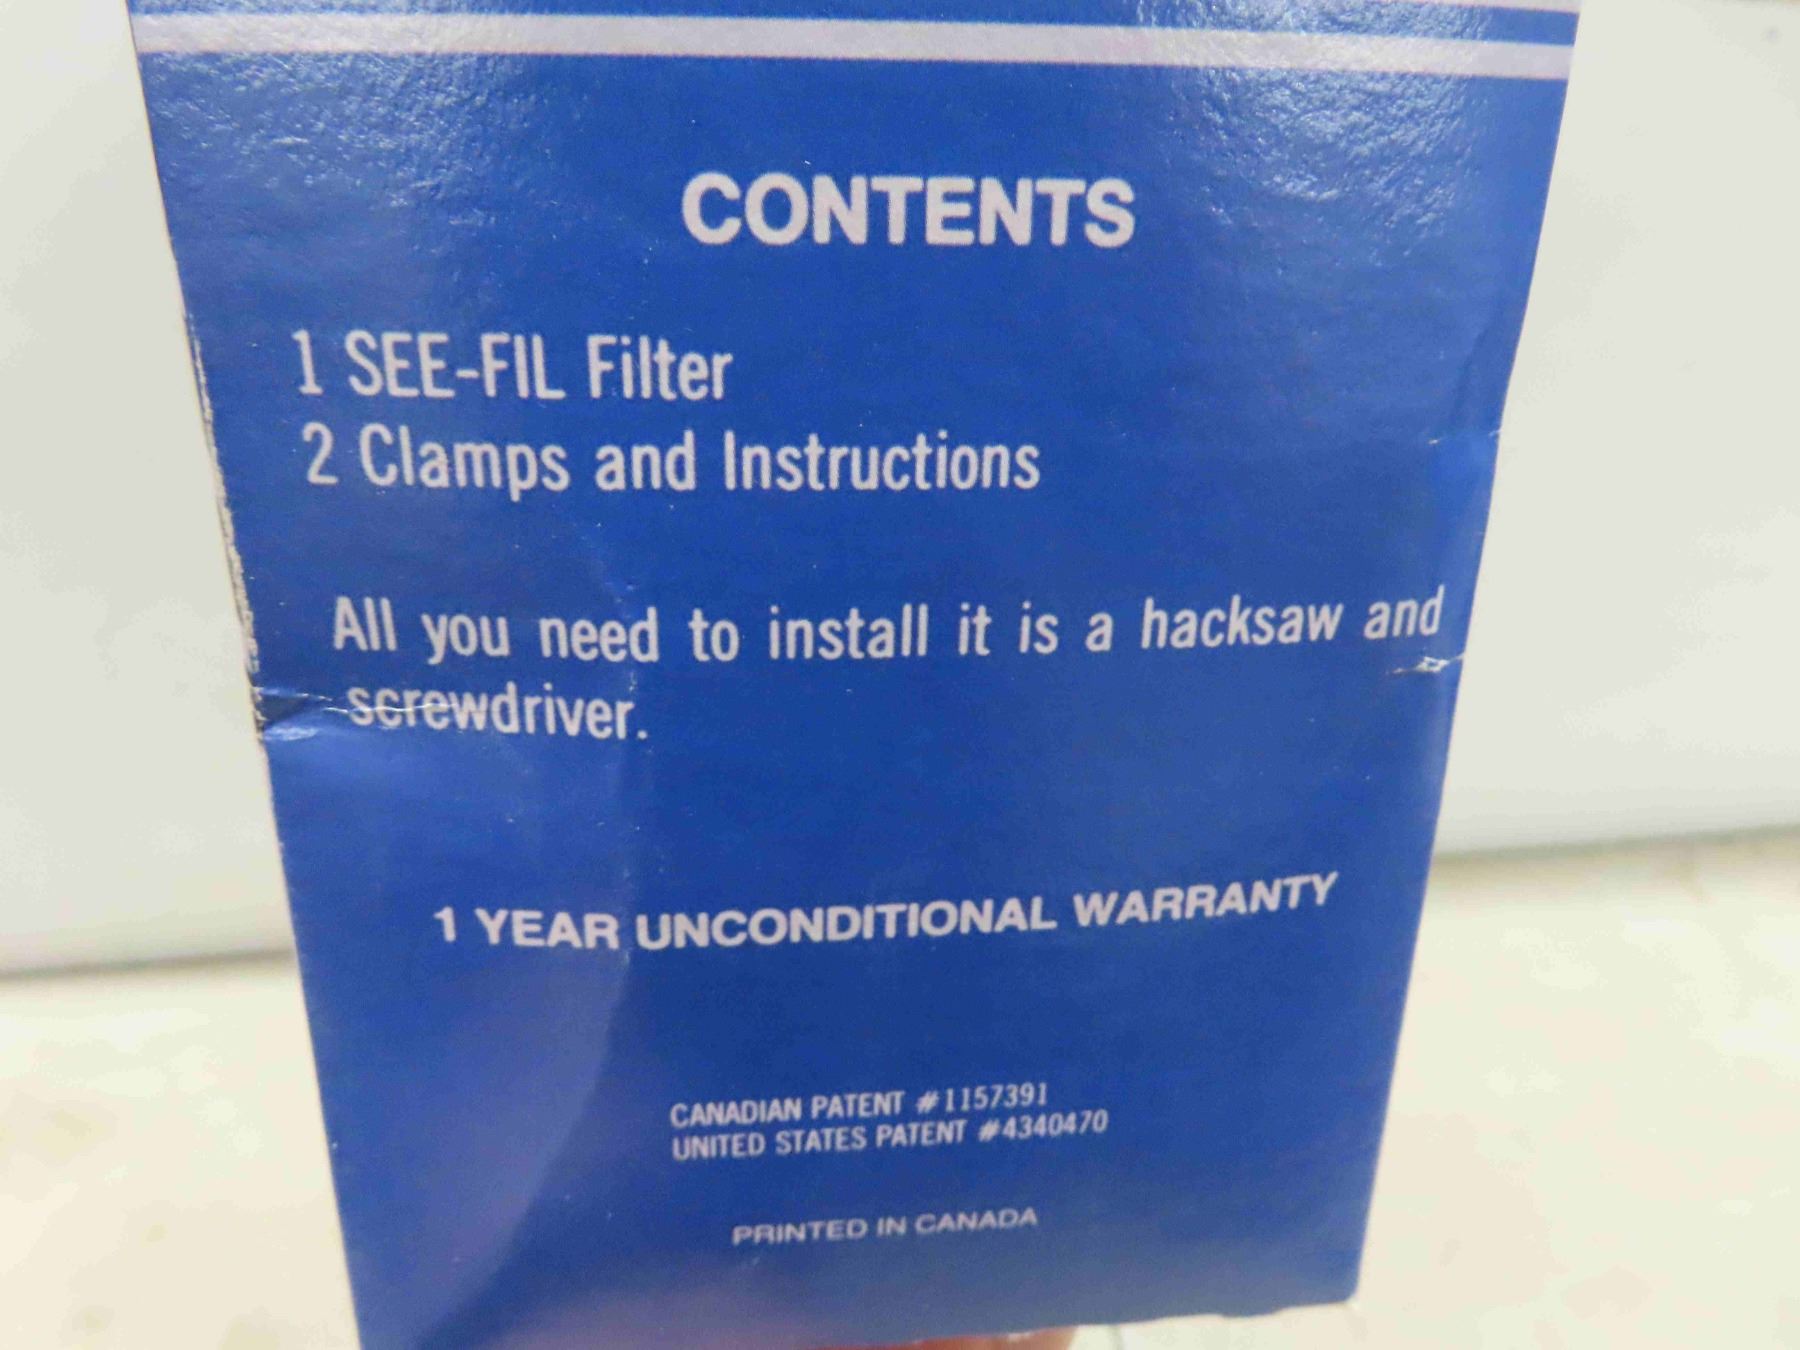 CONTENTS
1 SEE-FIL Filter
2 Clamps and Instructions
All you need to install it is a hacksaw and
screwdriver.
1 YEAR UNCONDITIONAL WARRANTY
CANADIAN PATENT #1157391
UNITED STATES PATENT #4340470
PRINTED IN CANADA